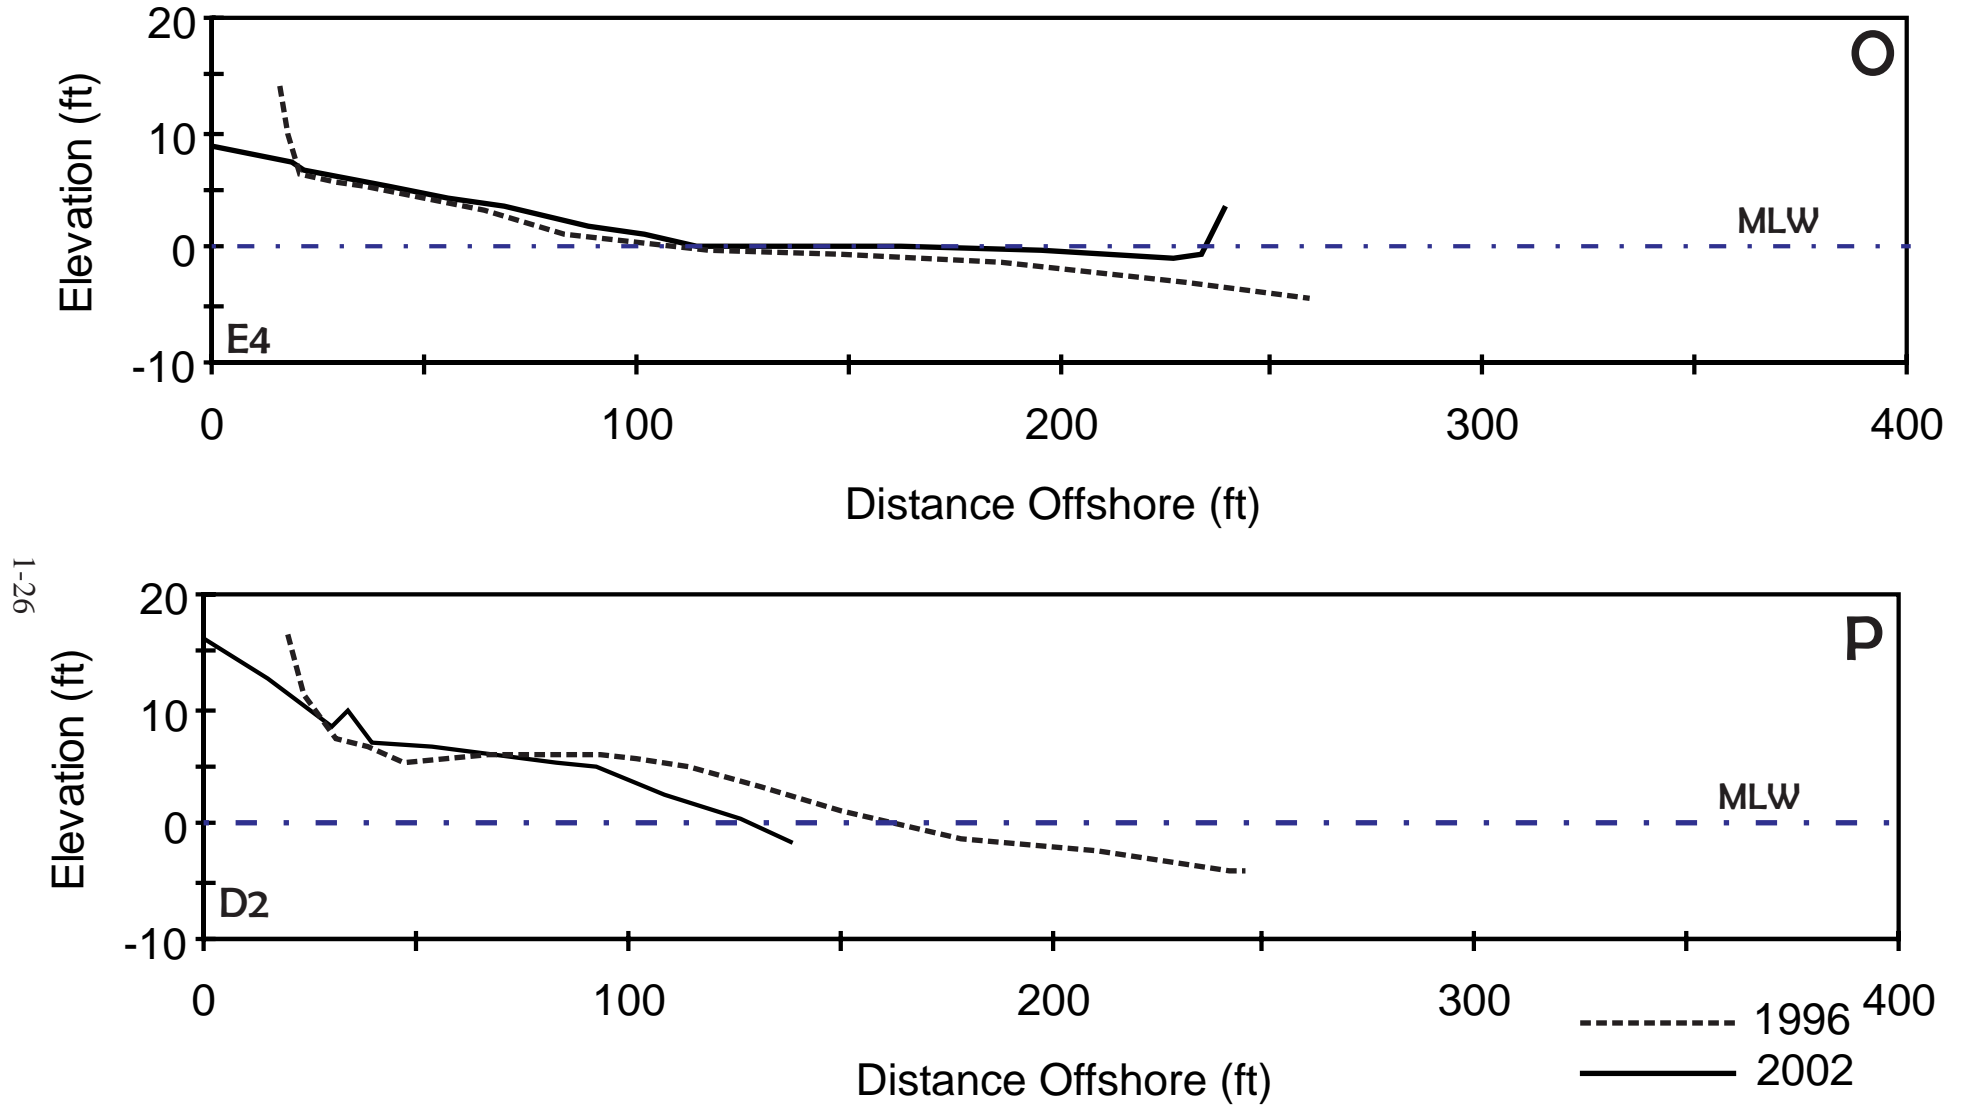 20
O
10
Elevation (ft)
MLW
0
E4
-10
0 100 200 300 400
Distance Offshore (ft)
1-26
20
P
10
Elevation (ft)
MLW
0
D2
-10
0 100 200 300 400
1996
Distance Offshore (ft)
2002